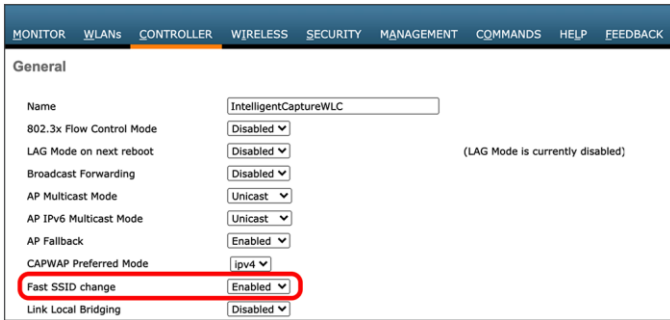 MONITOR WLANs CONTROLLER WIRELESS SECURITY MANAGEMENT COMMANDS HELP FEEDBACK
General
Name IntelligentCaptureWLC
802.3x Flow Control Mode Disabled
LAG Mode on next reboot Disabled (LAG Mode is currently disabled)
Broadcast Forwarding Disabled
AP Multicast Mode Unicast
AP IPv6 Multicast Mode Unicast
AP Fallback Enabled
CAPWAP Preferred Mode ipv4
Fast SSID change Enabled
Link Local Bridging Disabled